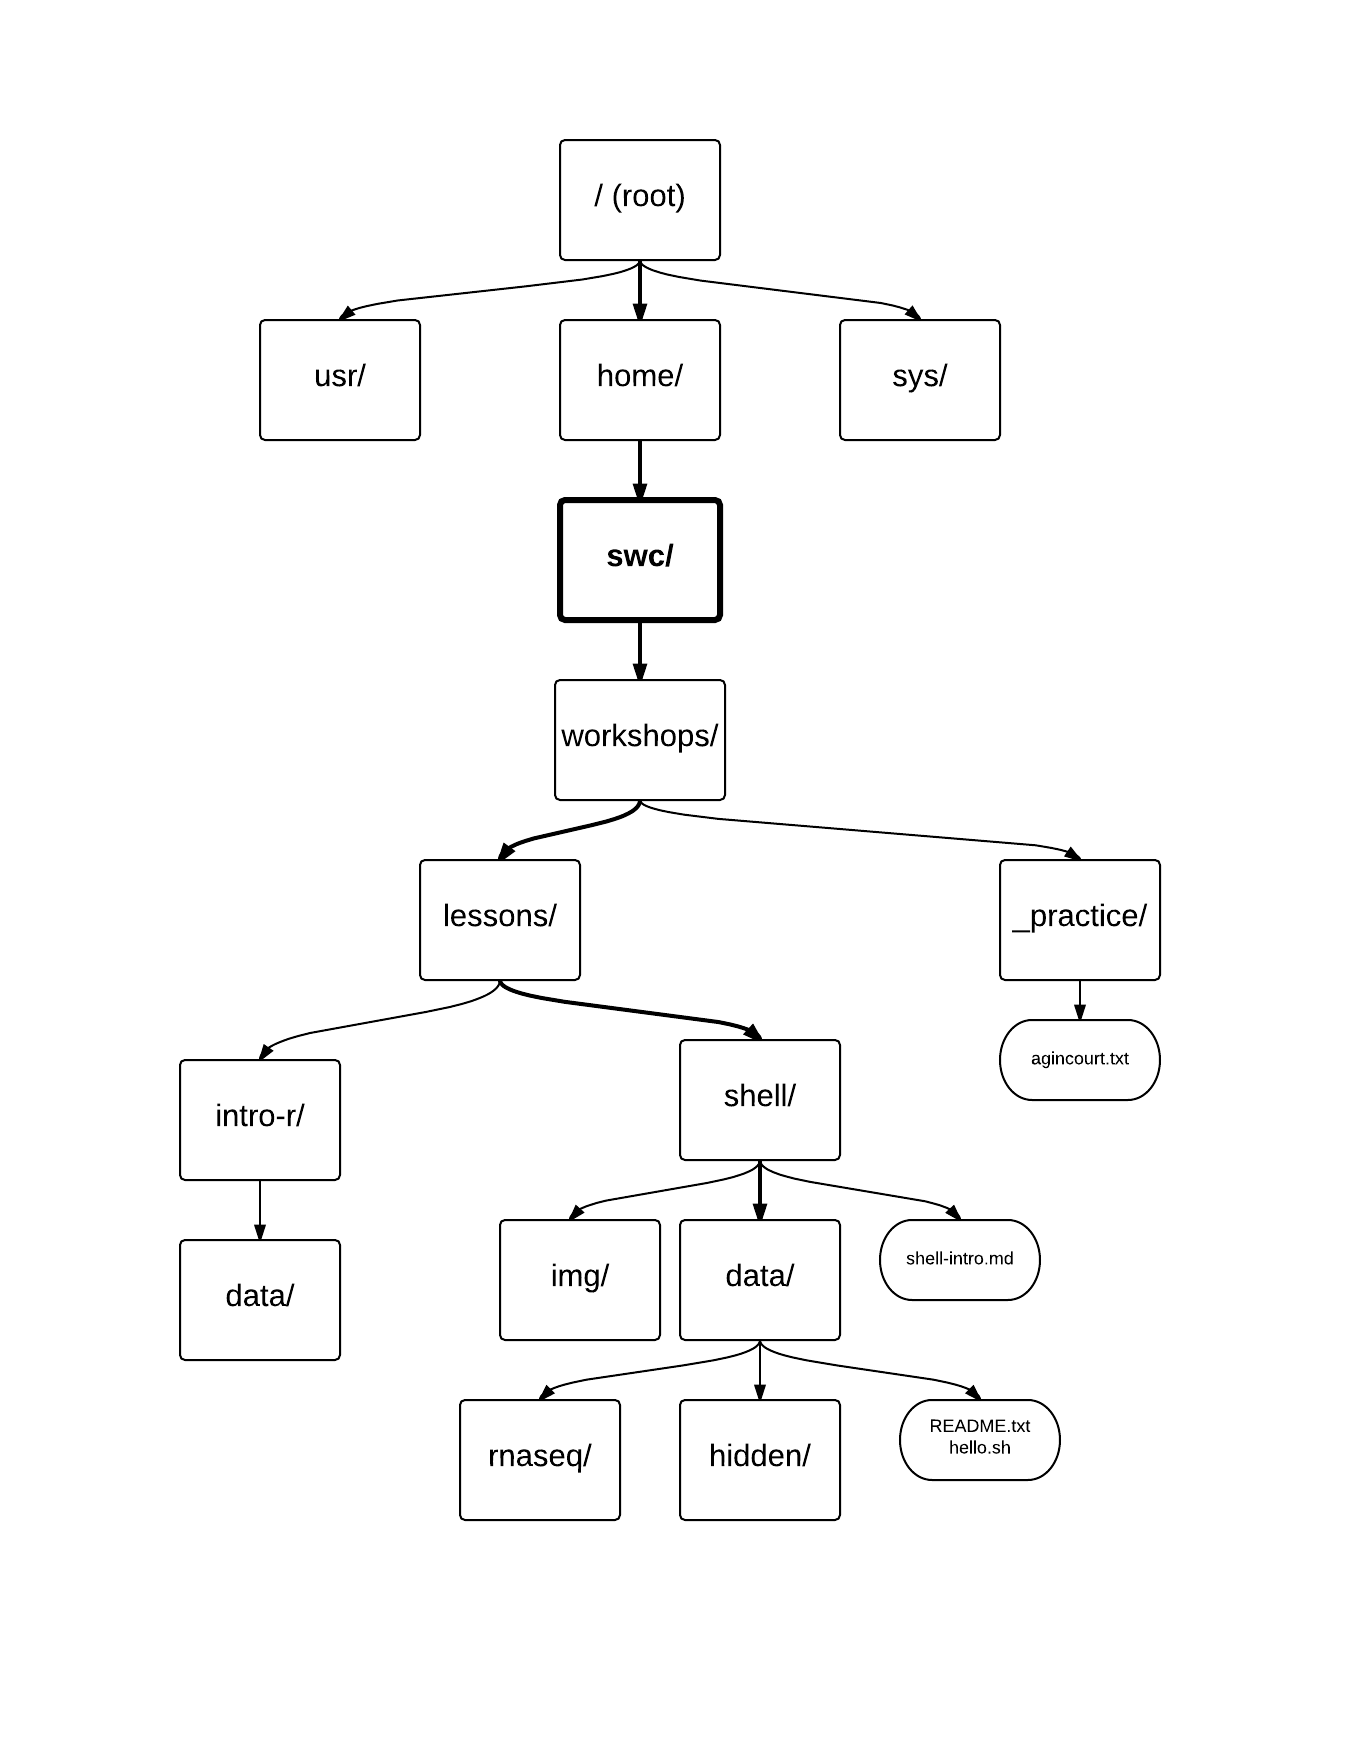 / (root)
usr/
home/
sys/
swc/
workshops/
lessons/
_practice/
intro-r/
shell/
agincourt.txt
data/
img/
data/
shell-intro.md
rnaseq/
hidden/
README.txt
hello.sh